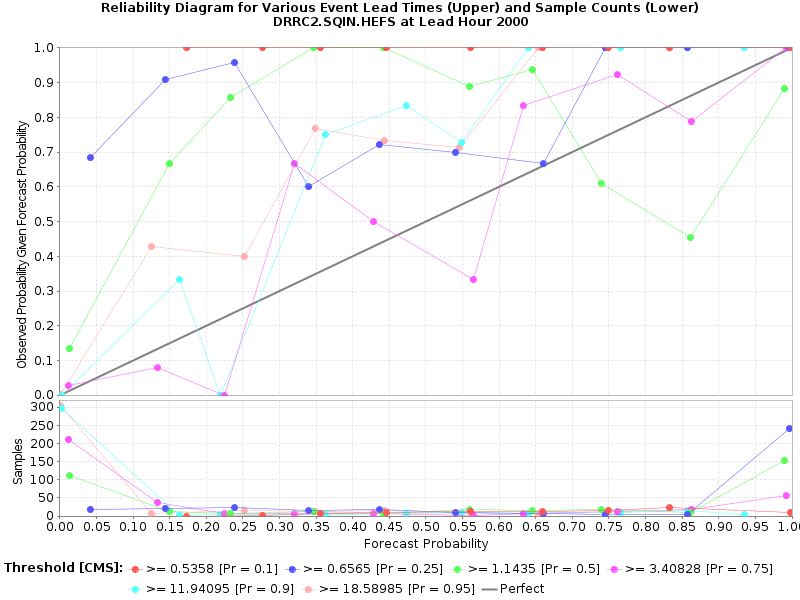 Reliability Diagram for Various Event Lead Times (Upper) and Sample Counts (Lower)
DRRC2.SQIN.HEFS at Lead Hour 2000
Observed Probability Given Forecast Probability
1.0
0.9
0.8
0.7
0.6
0.5
0.4
0.3
0.2
0.1
0.0
Samples
300
250
200
150
100
50
0
0.00 0.05 0.10 0.15 0.20 0.25 0.30 0.35 0.40 0.45 0.50 0.55 0.60 0.65 0.70 0.75 0.80 0.85 0.90 0.95 1.0
Forecast Probability
Threshold [CMS]: >= 0.5358 [Pr = 0.1] >= 0.6565 [Pr = 0.25] >= 1.1435 [Pr = 0.5] >= 3.40828 [Pr = 0.75]
>= 11.94095 [Pr = 0.9] >= 18.58985 [Pr = 0.95] Perfect